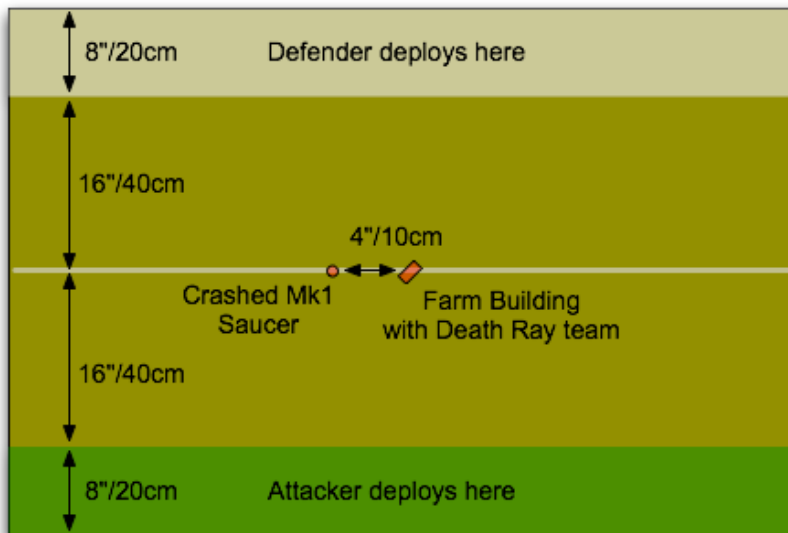 8"/20cm
Defender deploys here
16"/40cm
4"/10cm
Crashed Mk1
Saucer
Farm Building
with Death Ray team
16"/40cm
8"/20cm
Attacker deploys here